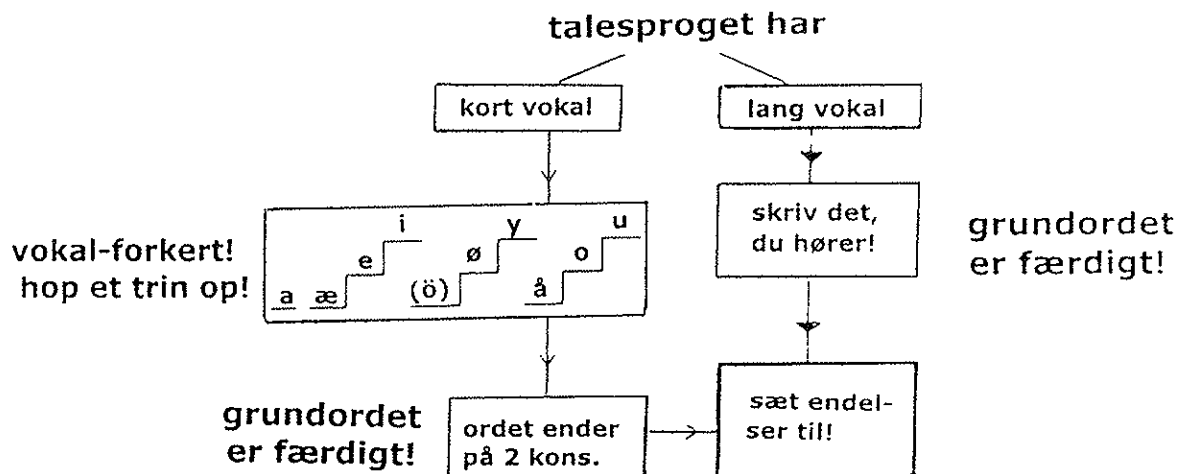 talesproget har
kort vokal
lang vokal
vokal-forkert!
hop et trin op!
a æ e i
(ö) ø y
å o u
skriv det,
du hører!
grundordet
er færdigt!
grundordet
er færdigt!
ordet ender
på 2 kons.
sæt endel-
ser til!